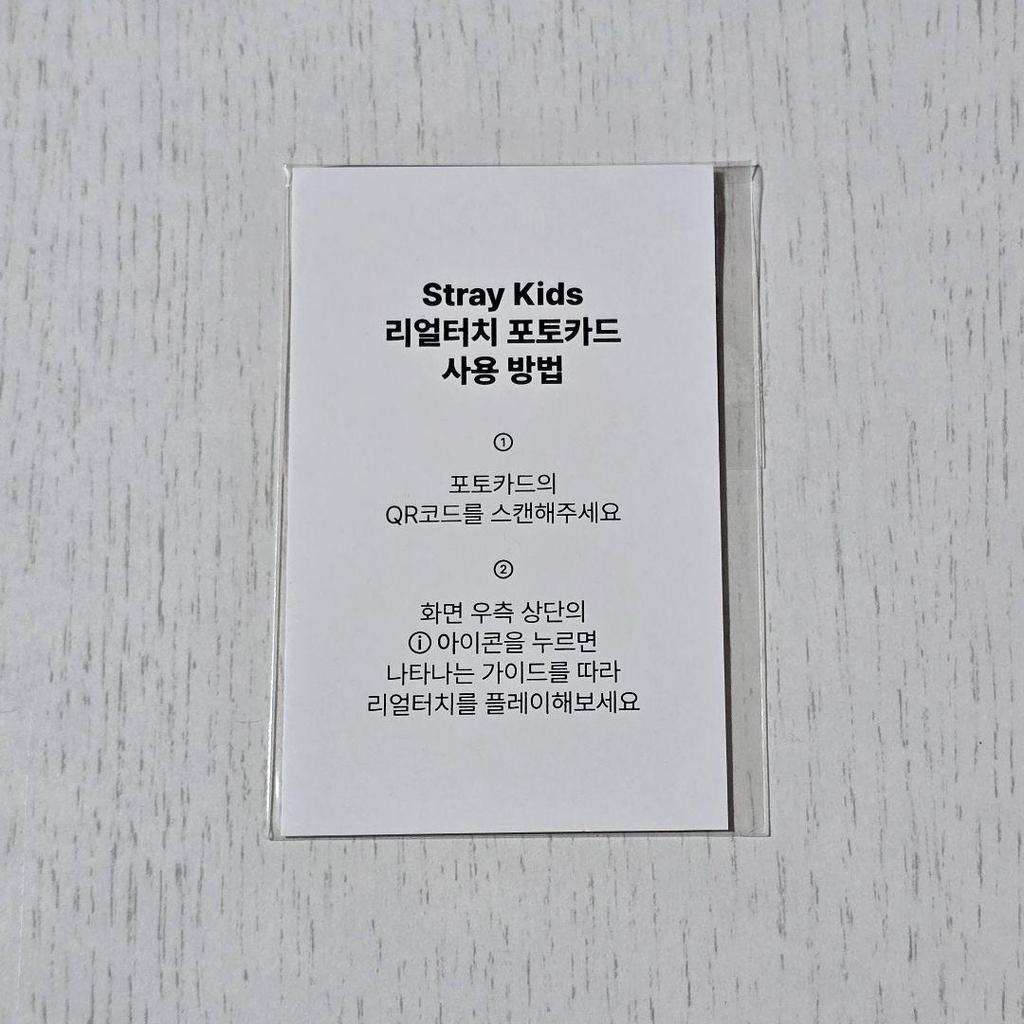 Stray Kids
리얼터치 포토카드
사용 방법
①
포토카드의
QR코드를 스캔해주세요
②
화면 우측 상단의
ⓘ 아이콘을 누르면
나타나는 가이드를 따라
리얼터치를 플레이해보세요